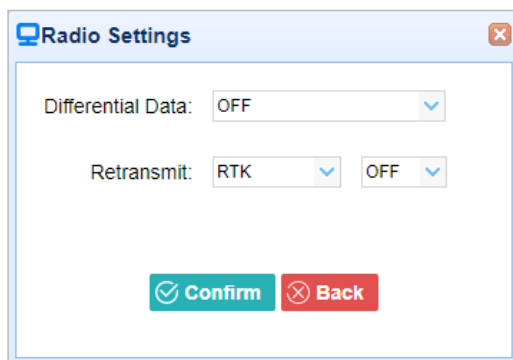 Radio Settings
Differential Data: OFF
Retransmit: RTK OFF
Confirm Back